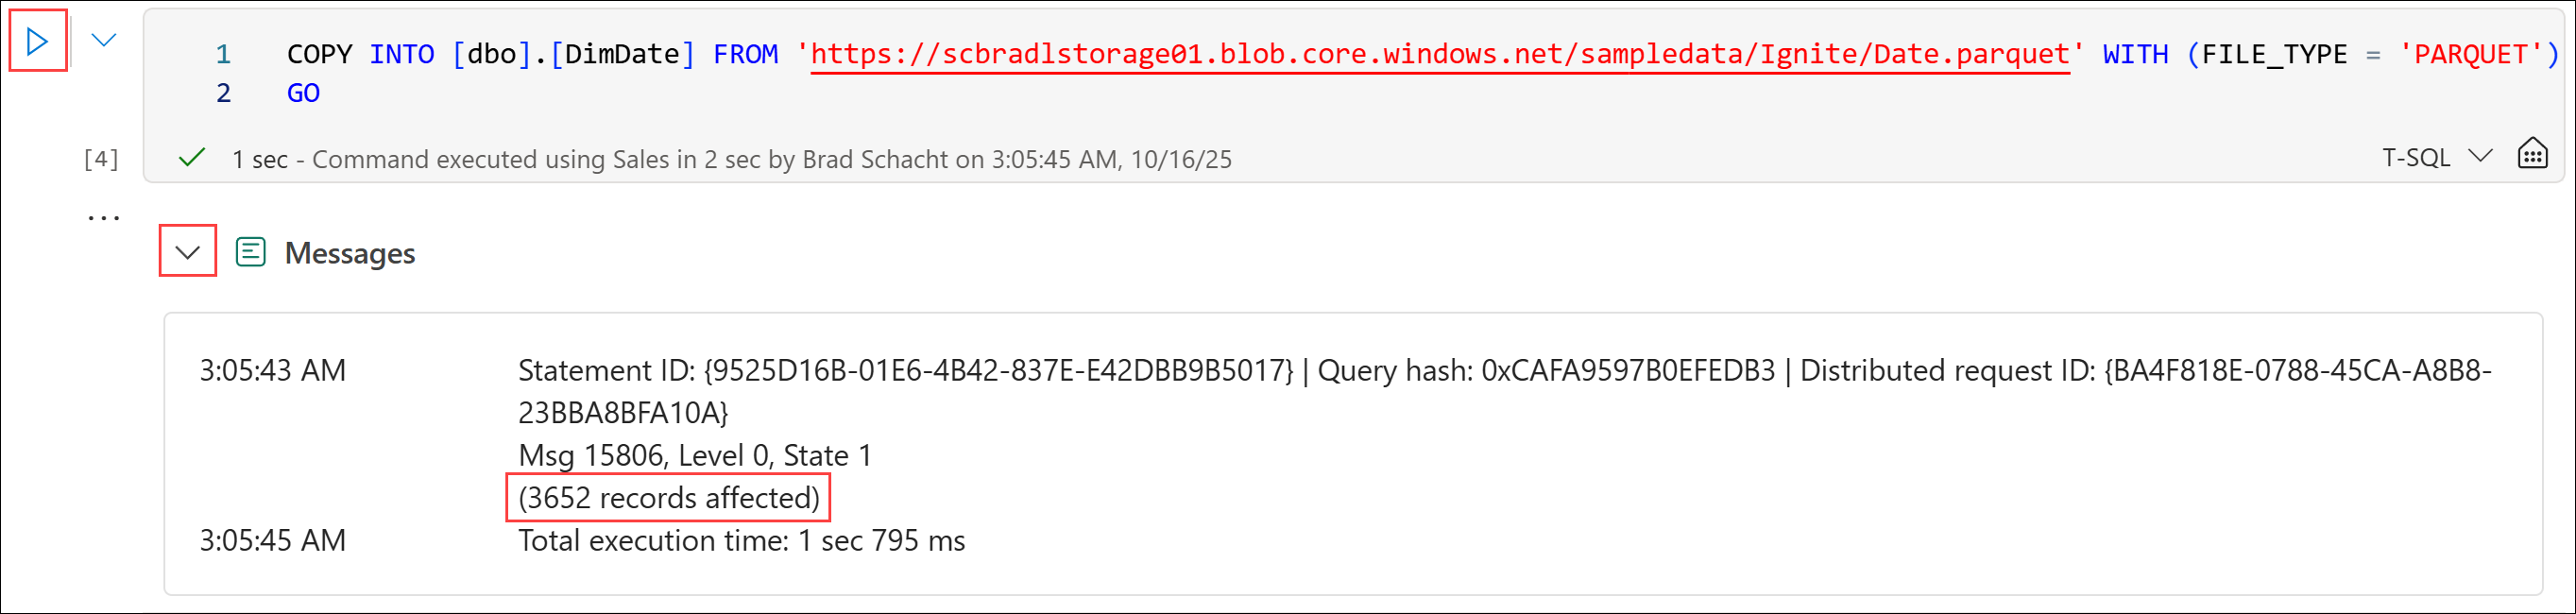 1 COPY INTO [dbo].[DimDate] FROM 'https://scbradlstorage01.blob.core.windows.net/sampledata/Ignite/Date.parquet' WITH (FILE_TYPE = 'PARQUET')
2 GO
[4] 1 sec - Command executed using Sales in 2 sec by Brad Schacht on 3:05:45 AM, 10/16/25 T-SQL
...
Messages
3:05:43 AM Statement ID: {9525D16B-01E6-4B42-837E-E42DBB9B5017} | Query hash: 0xCAFA9597B0EFEDB3 | Distributed request ID: {BA4F818E-0788-45CA-A8B8-
23BBA8BFA10A}
Msg 15806, Level 0, State 1
(3652 records affected)
3:05:45 AM Total execution time: 1 sec 795 ms